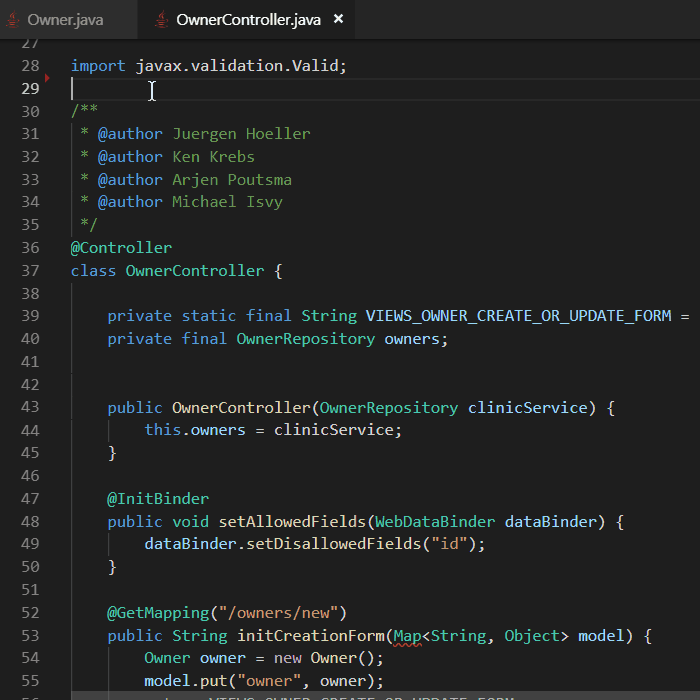 Owner.java
OwnerController.java ×
27
28 import javax.validation.Valid;
29
30 /**
31 * @author Juergen Hoeller
32 * @author Ken Krebs
33 * @author Arjen Poutsma
34 * @author Michael Isvy
35 */
36 @Controller
37 class OwnerController {
38
39 private static final String VIEWS_OWNER_CREATE_OR_UPDATE_FORM =
40 private final OwnerRepository owners;
41
42
43 public OwnerController(OwnerRepository clinicService) {
44 this.owners = clinicService;
45 }
46
47 @InitBinder
48 public void setAllowedFields(WebDataBinder dataBinder) {
49 dataBinder.setDisallowedFields("id");
50 }
51
52 @GetMapping("/owners/new")
53 public String initCreationForm(Map<String, Object> model) {
54 Owner owner = new Owner();
55 model.put("owner", owner);